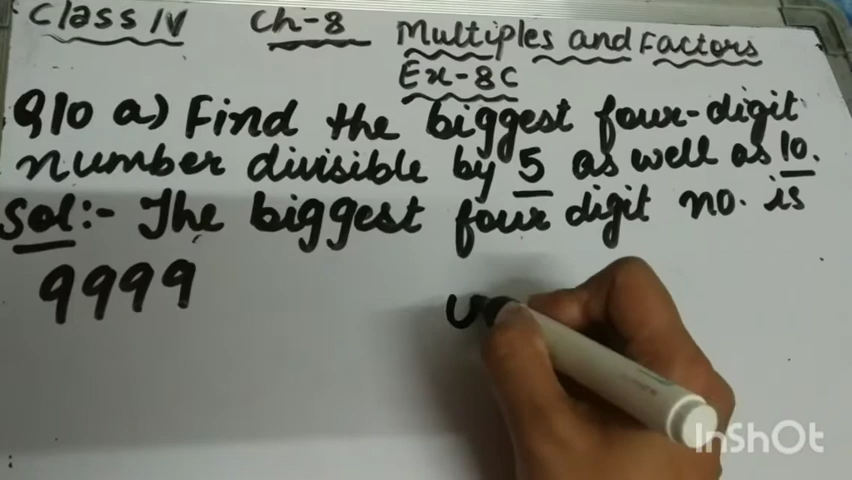 Class IV Ch-8 Multiples and Factors
Ex-8C
Q10 a) Find the biggest four-digit
number divisible by 5 as well as 10.
Sol:- The biggest four digit no. is
9999
InShOt